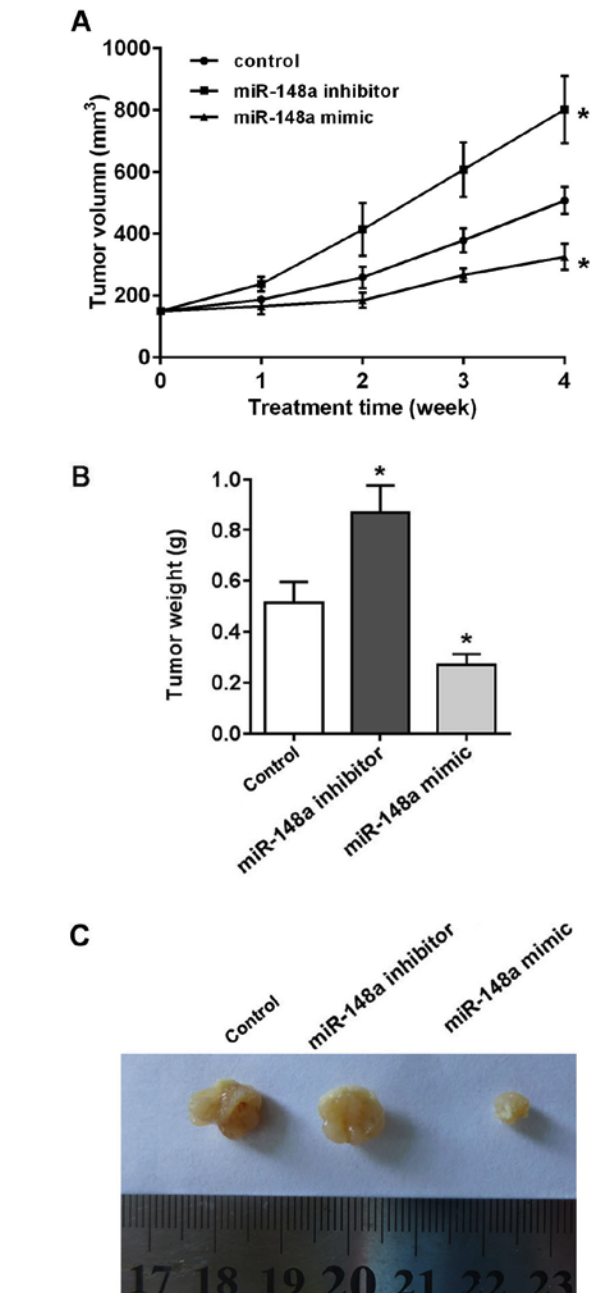 A
1000
800
600
400
200
0
Tumor volumn (mm3)
control
miR-148a inhibitor
miR-148a mimic
*
*
0 1 2 3 4
Treatment time (week)
B
1.0
0.8
0.6
0.4
0.2
0.0
Tumor weight (g)
*
*
Control
miR-148a inhibitor
miR-148a mimic
C
Control
miR-148a inhibitor
miR-148a mimic
17 18 19 20 21 22 23